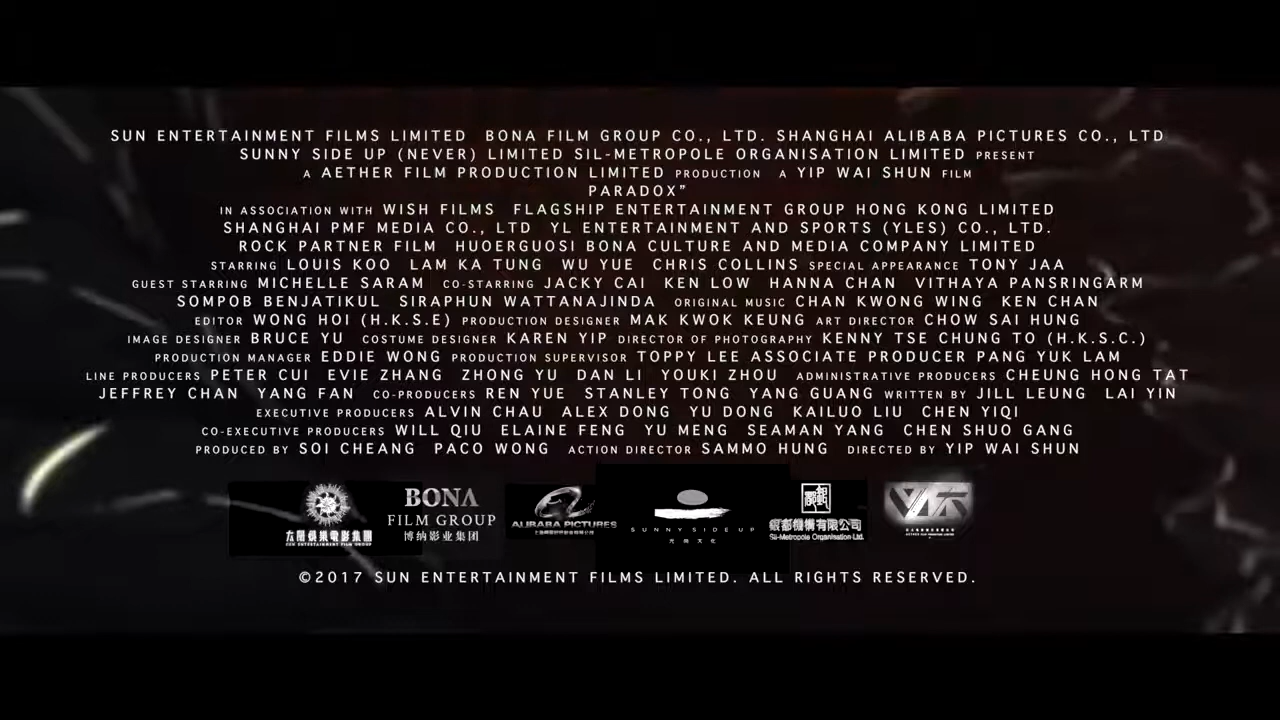 SUN ENTERTAINMENT FILMS LIMITED BONA FILM GROUP CO., LTD. SHANGHAI ALIBABA PICTURES CO., LTD
SUNNY SIDE UP (NEVER) LIMITED SIL-METROPOLE ORGANISATION LIMITED PRESENT
A AETHER FILM PRODUCTION LIMITED PRODUCTION A YIP WAI SHUN FILM
PARADOX”
IN ASSOCIATION WITH WISH FILMS FLAGSHIP ENTERTAINMENT GROUP HONG KONG LIMITED
SHANGHAI PMF MEDIA CO., LTD YL ENTERTAINMENT AND SPORTS (YLES) CO., LTD.
ROCK PARTNER FILM HUOERGUOSI BONA CULTURE AND MEDIA COMPANY LIMITED
STARRING LOUIS KOO LAM KA TUNG WU YUE CHRIS COLLINS SPECIAL APPEARANCE TONY JAA
GUEST STARRING MICHELLE SARAM CO-STARRING JACKY CAI KEN LOW HANNA CHAN VITHAYA PANSRINGARM
SOMPOB BENJATIKUL SIRAPHUN WATTANAJINDA ORIGINAL MUSIC CHAN KWONG WING KEN CHAN
EDITOR WONG HOI (H.K.S.E) PRODUCTION DESIGNER MAK KWOK KEUNG ART DIRECTOR CHOW SAI HUNG
IMAGE DESIGNER BRUCE YU COSTUME DESIGNER KAREN YIP DIRECTOR OF PHOTOGRAPHY KENNY TSE CHUNG TO (H.K.S.C.)
PRODUCTION MANAGER EDDIE WONG PRODUCTION SUPERVISOR TOPPY LEE ASSOCIATE PRODUCER PANG YUK LAM
LINE PRODUCERS PETER CUI EVIE ZHANG ZHONG YU DAN LI YOUKI ZHOU ADMINISTRATIVE PRODUCERS CHEUNG HONG TAT
JEFFREY CHAN YANG FAN CO-PRODUCERS REN YUE STANLEY TONG YANG GUANG WRITTEN BY JILL LEUNG LAI YIN
EXECUTIVE PRODUCERS ALVIN CHAU ALEX DONG YU DONG KAILUO LIU CHEN YIQI
CO-EXECUTIVE PRODUCERS WILL QIU ELAINE FENG YU MENG SEAMAN YANG CHEN SHUO GANG
PRODUCED BY SOI CHEANG PACO WONG ACTION DIRECTOR SAMMO HUNG DIRECTED BY YIP WAI SHUN
太陽娛樂電影集團
SUN ENTERTAINMENT FILM GROUP
BONA
FILM GROUP
博纳影业集团
ALIBABA PICTURES
SUNNY SIDE UP
銀都機構有限公司
Sil-Metropole Organisation Ltd.
©2017 SUN ENTERTAINMENT FILMS LIMITED. ALL RIGHTS RESERVED.